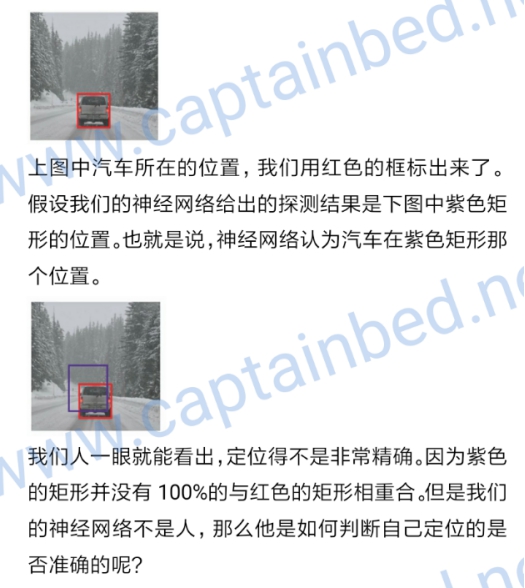 www.captainbed.n
上图中汽车所在的位置，我们用红色的框标出来了。
假设我们的神经网络给出的探测结果是下图中紫色矩
形的位置。也就是说，神经网络认为汽车在紫色矩形那
个位置。
www.captainbed.ne
我们人一眼就能看出，定位得不是非常精确。因为紫色
的矩形并没有 100%的与红色的矩形相重合。但是我们
的神经网络不是人，那么他是如何判断自己定位的是
否准确的呢？